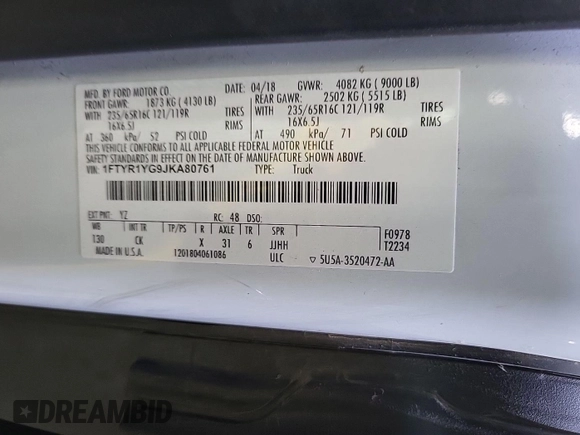 MFD. BY FORD MOTOR CO. DATE: 04/18 GVWR: 4082 KG ( 9000 LB)
FRONT GAWR: 1873 KG ( 4130 LB) REAR GAWR: 2502 KG ( 5515 LB)
WITH 235/65R16C 121/119R TIRES WITH 235/65R16C 121/119R TIRES
16X6.5J RIMS 16X6.5J RIMS
AT 360 kPa/ 52 PSI COLD AT 490 kPa/ 71 PSI COLD
THIS VEHICLE CONFORMS TO ALL APPLICABLE FEDERAL MOTOR VEHICLE
SAFETY STANDARDS IN EFFECT ON THE DATE OF MANUFACTURE SHOWN ABOVE.
VIN: 1FTYR1YG9JKA80761 TYPE: Truck
EXT PNT: YZ RC: 48 DSO: F0978
WB INT TR TP/PS R AXLE TR SPR T2234
130 CK X 31 6 JJHH
MADE IN U.S.A. 1201804061086 ULC ▽ 5U5A-3520472-AA
DREAMBID